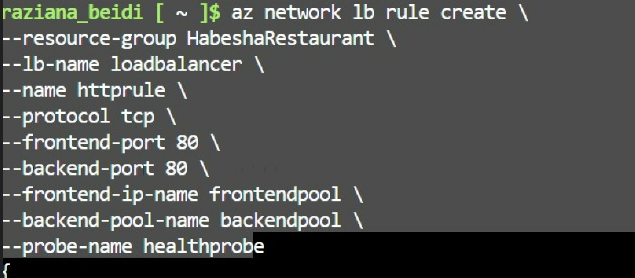 raziana_beidi [ ~ ]$ az network lb rule create \
--resource-group HabeshaRestaurant \
--lb-name loadbalancer \
--name httprule \
--protocol tcp \
--frontend-port 80 \
--backend-port 80 \
--frontend-ip-name frontendpool \
--backend-pool-name backendpool \
--probe-name healthprobe
{